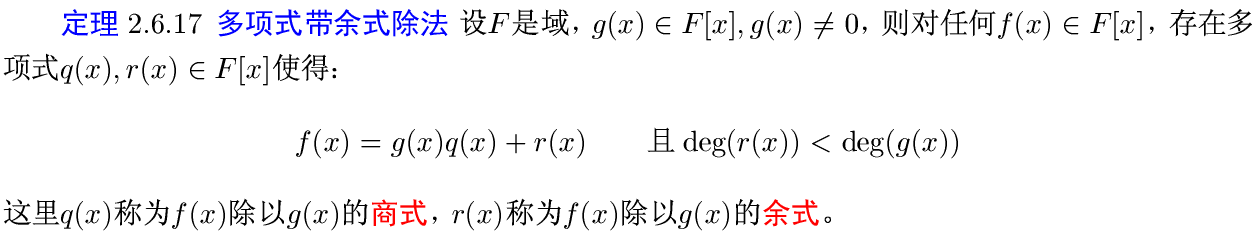 定理 2.6.17 多项式带余式除法 设F是域，g(x) ∈ F[x], g(x) ≠ 0，则对任何f(x) ∈ F[x]，存在多
项式q(x), r(x) ∈ F[x]使得：
f(x) = g(x)q(x) + r(x) 且 deg(r(x)) < deg(g(x))
这里q(x)称为f(x)除以g(x)的商式，r(x)称为f(x)除以g(x)的余式。